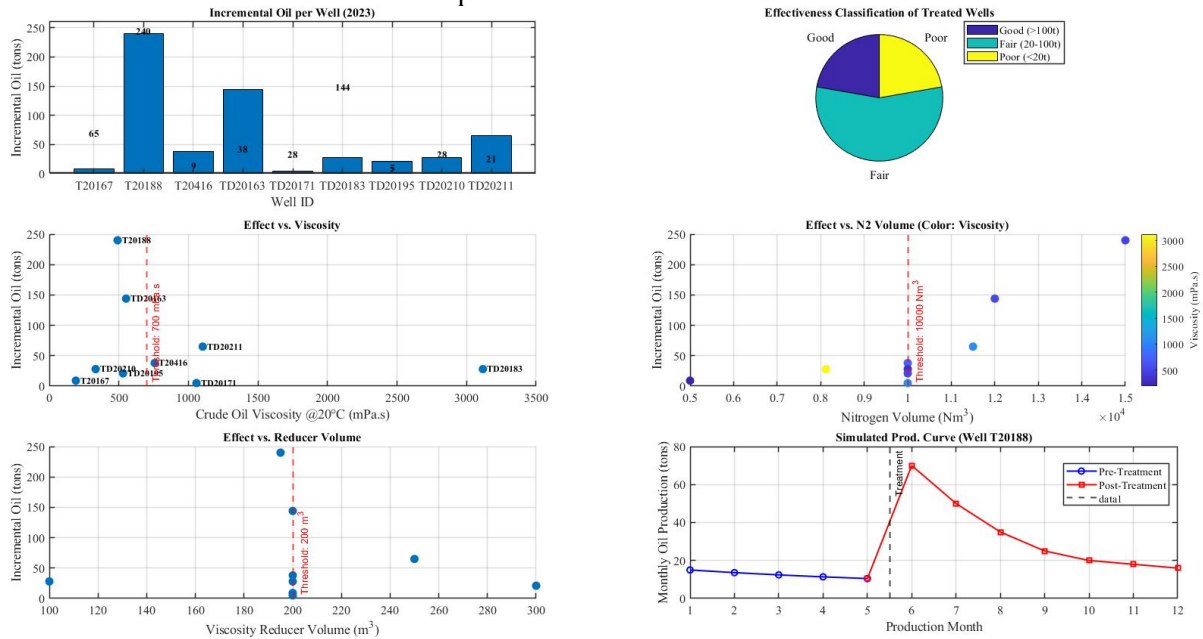 Incremental Oil per Well (2023)
Incremental Oil (tons)
250
200
150
100
50
0
65
240
9
38
28
144
5
28
21
T20167 T20188 T20416 TD20163 TD20171 TD20183 TD20195 TD20210 TD20211
Well ID
Effectiveness Classification of Treated Wells
Good
Poor
Fair
Good (>100t)
Fair (20-100t)
Poor (<20t)
Effect vs. Viscosity
Incremental Oil (tons)
250
200
150
100
50
0
T20188
TD20163
TD20211
T20416
TD20210
TD20195
TD20183
T20167
TD20171
Threshold: 700 mPa.s
0 500 1000 1500 2000 2500 3000 3500
Crude Oil Viscosity @20°C (mPa.s)
Effect vs. N2 Volume (Color: Viscosity)
Incremental Oil (tons)
250
200
150
100
50
0
Threshold: 10000 Nm³
0.5 0.6 0.7 0.8 0.9 1 1.1 1.2 1.3 1.4 1.5
×10⁴
Nitrogen Volume (Nm³)
3000
2500
2000
1500
1000
500
Viscosity (mPa.s)
Effect vs. Reducer Volume
Incremental Oil (tons)
250
200
150
100
50
0
Threshold: 200 m³
100 120 140 160 180 200 220 240 260 280 300
Viscosity Reducer Volume (m³)
Simulated Prod. Curve (Well T20188)
Monthly Oil Production (tons)
80
60
40
20
0
Treatment
Pre-Treatment
Post-Treatment
data1
1 2 3 4 5 6 7 8 9 10 11 12
Production Month